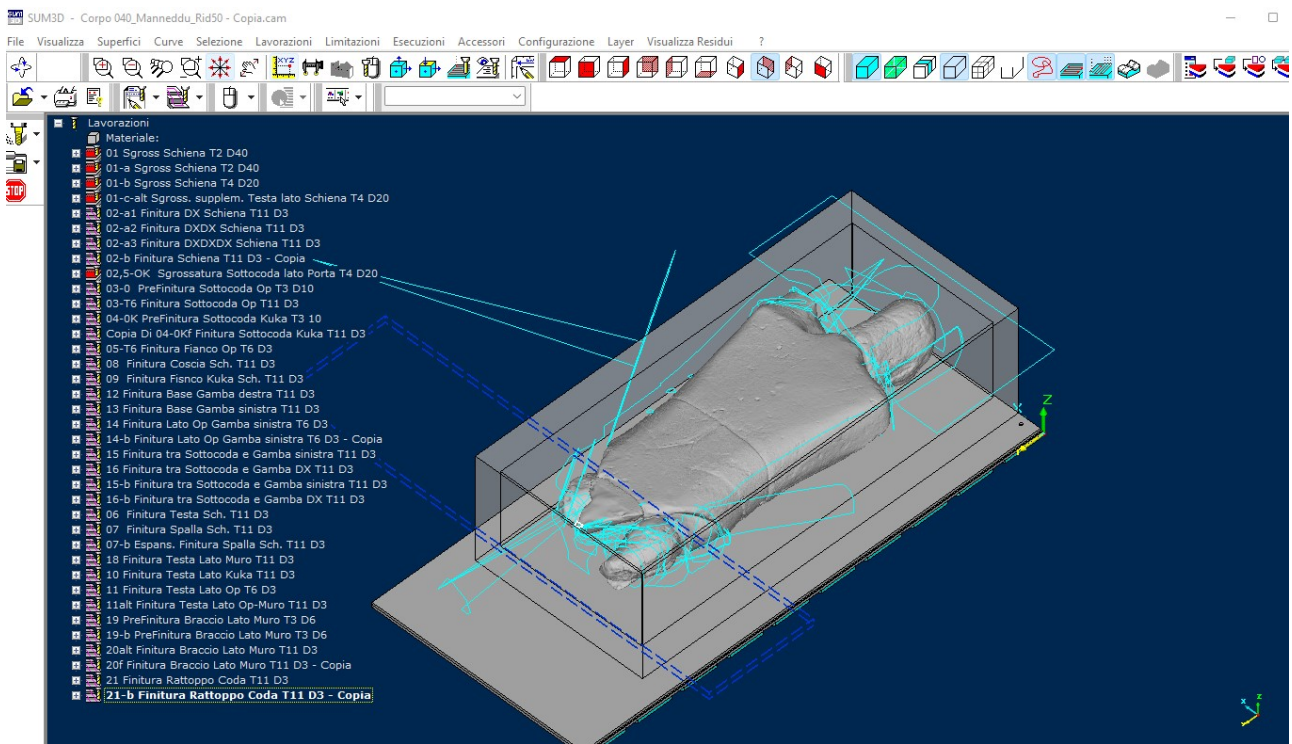 SUM3D - Corpo 040_Manneddu_Rid50 - Copia.cam
File Visualizza Superfici Curve Selezione Lavorazioni Limitazioni Esecuzioni Accessori Configurazione Layer Visualizza Residui ?
XYZ
STOP
Lavorazioni
Materiale:
01 Sgross Schiena T2 D40
01-a Sgross Schiena T2 D40
01-b Sgross Schiena T4 D20
01-c-alt Sgross. supplem. Testa lato Schiena T4 D20
02-a1 Finitura DX Schiena T11 D3
02-a2 Finitura DXDX Schiena T11 D3
02-a3 Finitura DXDXDX Schiena T11 D3
02-b Finitura Schiena T11 D3 - Copia
02,5-OK Sgrossatura Sottocoda lato Porta T4 D20
03-0 PreFinitura Sottocoda Op T3 D10
03-T6 Finitura Sottocoda Op T11 D3
04-0K PreFinitura Sottocoda Kuka T3 10
Copia Di 04-0Kf Finitura Sottocoda Kuka T11 D3
05-T6 Finitura Fianco Op T6 D3
08 Finitura Coscia Sch. T11 D3
09 Finitura Fisnco Kuka Sch. T11 D3
12 Finitura Base Gamba destra T11 D3
13 Finitura Base Gamba sinistra T11 D3
14 Finitura Lato Op Gamba sinistra T6 D3
14-b Finitura Lato Op Gamba sinistra T6 D3 - Copia
15 Finitura tra Sottocoda e Gamba sinistra T11 D3
16 Finitura tra Sottocoda e Gamba DX T11 D3
15-b Finitura tra Sottocoda e Gamba sinistra T11 D3
16-b Finitura tra Sottocoda e Gamba DX T11 D3
06 Finitura Testa Sch. T11 D3
07 Finitura Spalla Sch. T11 D3
07-b Espans. Finitura Spalla Sch. T11 D3
18 Finitura Testa Lato Muro T11 D3
10 Finitura Testa Lato Kuka T11 D3
11 Finitura Testa Lato Op T6 D3
11alt Finitura Testa Lato Op-Muro T11 D3
19 PreFinitura Braccio Lato Muro T3 D6
19-b PreFinitura Braccio Lato Muro T3 D6
20alt Finitura Braccio Lato Muro T11 D3
20f Finitura Braccio Lato Muro T11 D3 - Copia
21 Finitura Rattoppo Coda T11 D3
21-b Finitura Rattoppo Coda T11 D3 - Copia
Z
X
x z